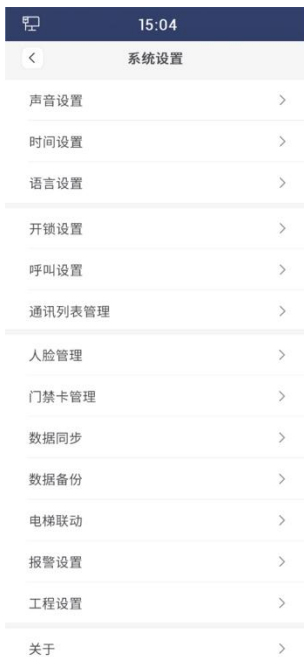 15:04
系统设置
声音设置
时间设置
语言设置
开锁设置
呼叫设置
通讯列表管理
人脸管理
门禁卡管理
数据同步
数据备份
电梯联动
报警设置
工程设置
关于